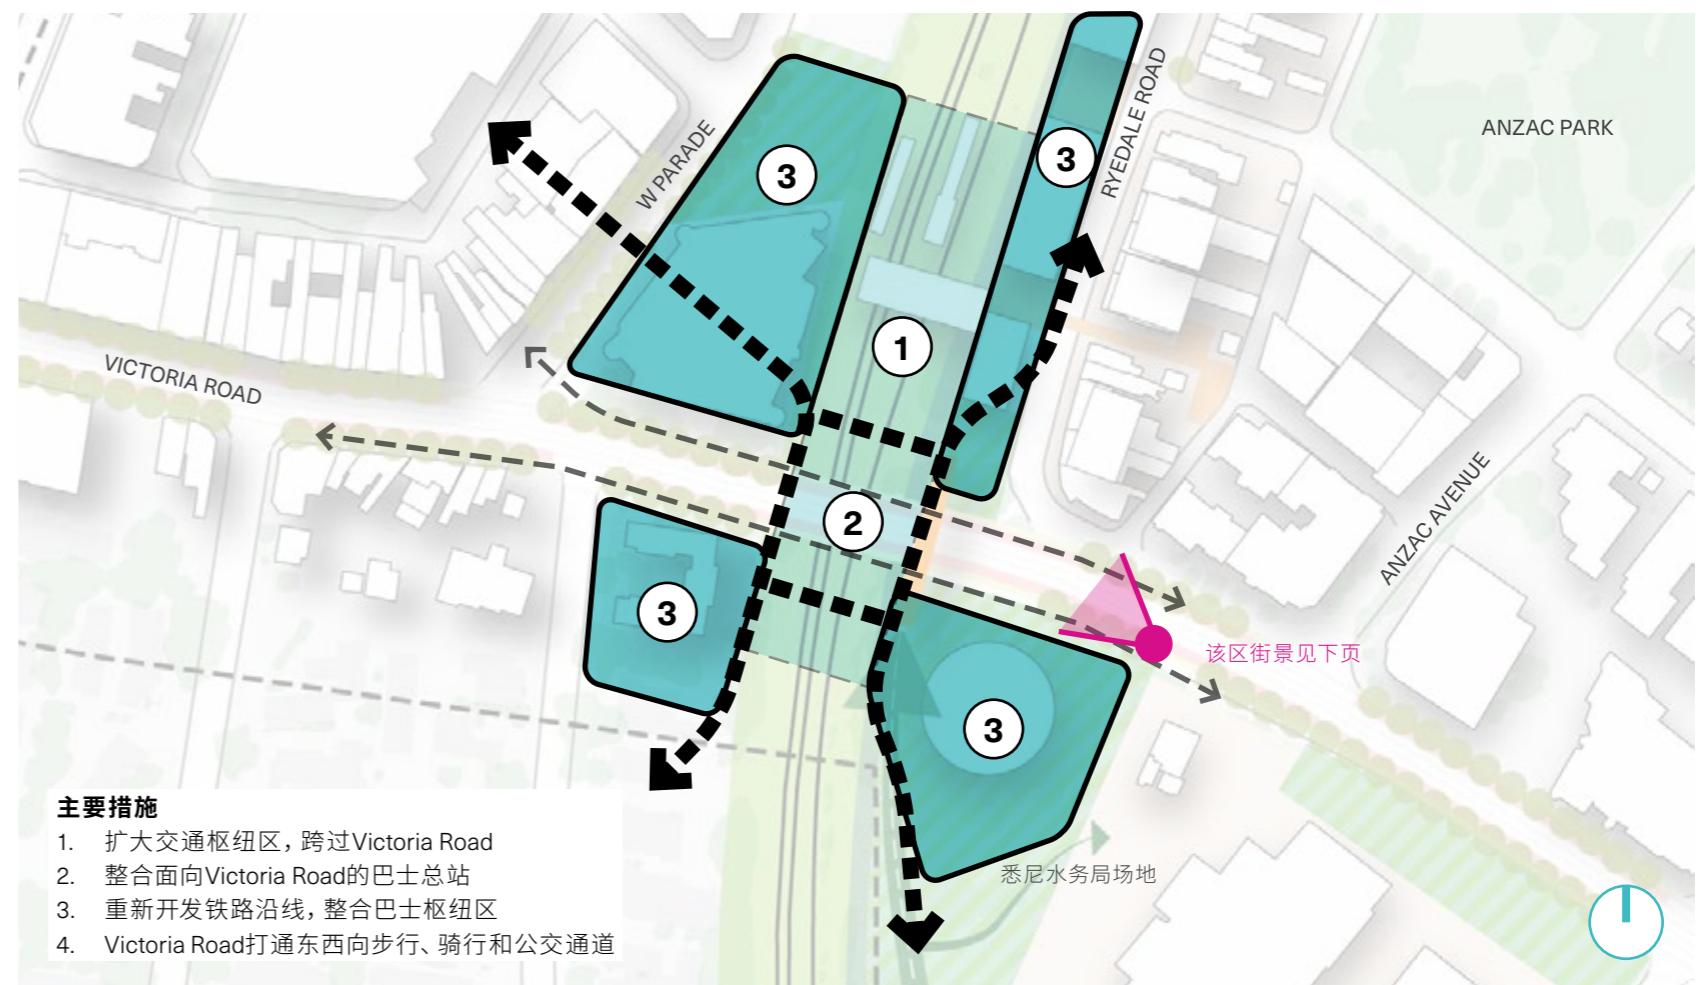 ANZAC PARK
RYEDALE ROAD
W PARADE
3
3
1
VICTORIA ROAD
2
ANZAC AVENUE
3
该区街景见下页
3
悉尼水务局场地
主要措施
1. 扩大交通枢纽区，跨过Victoria Road
2. 整合面向Victoria Road的巴士总站
3. 重新开发铁路沿线，整合巴士枢纽区
4. Victoria Road打通东西向步行、骑行和公交通道